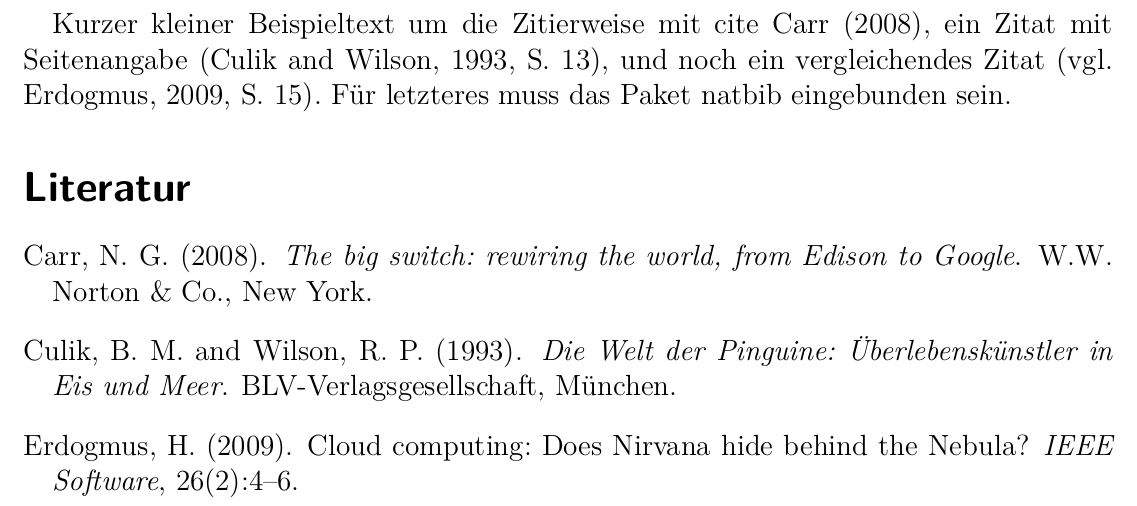 Kurzer kleiner Beispieltext um die Zitierweise mit cite Carr (2008), ein Zitat mit
Seitenangabe (Culik and Wilson, 1993, S. 13), und noch ein vergleichendes Zitat (vgl.
Erdogmus, 2009, S. 15). Für letzteres muss das Paket natbib eingebunden sein.
Literatur
Carr, N. G. (2008). The big switch: rewiring the world, from Edison to Google. W.W.
Norton & Co., New York.
Culik, B. M. and Wilson, R. P. (1993). Die Welt der Pinguine: Überlebenskünstler in
Eis und Meer. BLV-Verlagsgesellschaft, München.
Erdogmus, H. (2009). Cloud computing: Does Nirvana hide behind the Nebula? IEEE
Software, 26(2):4–6.